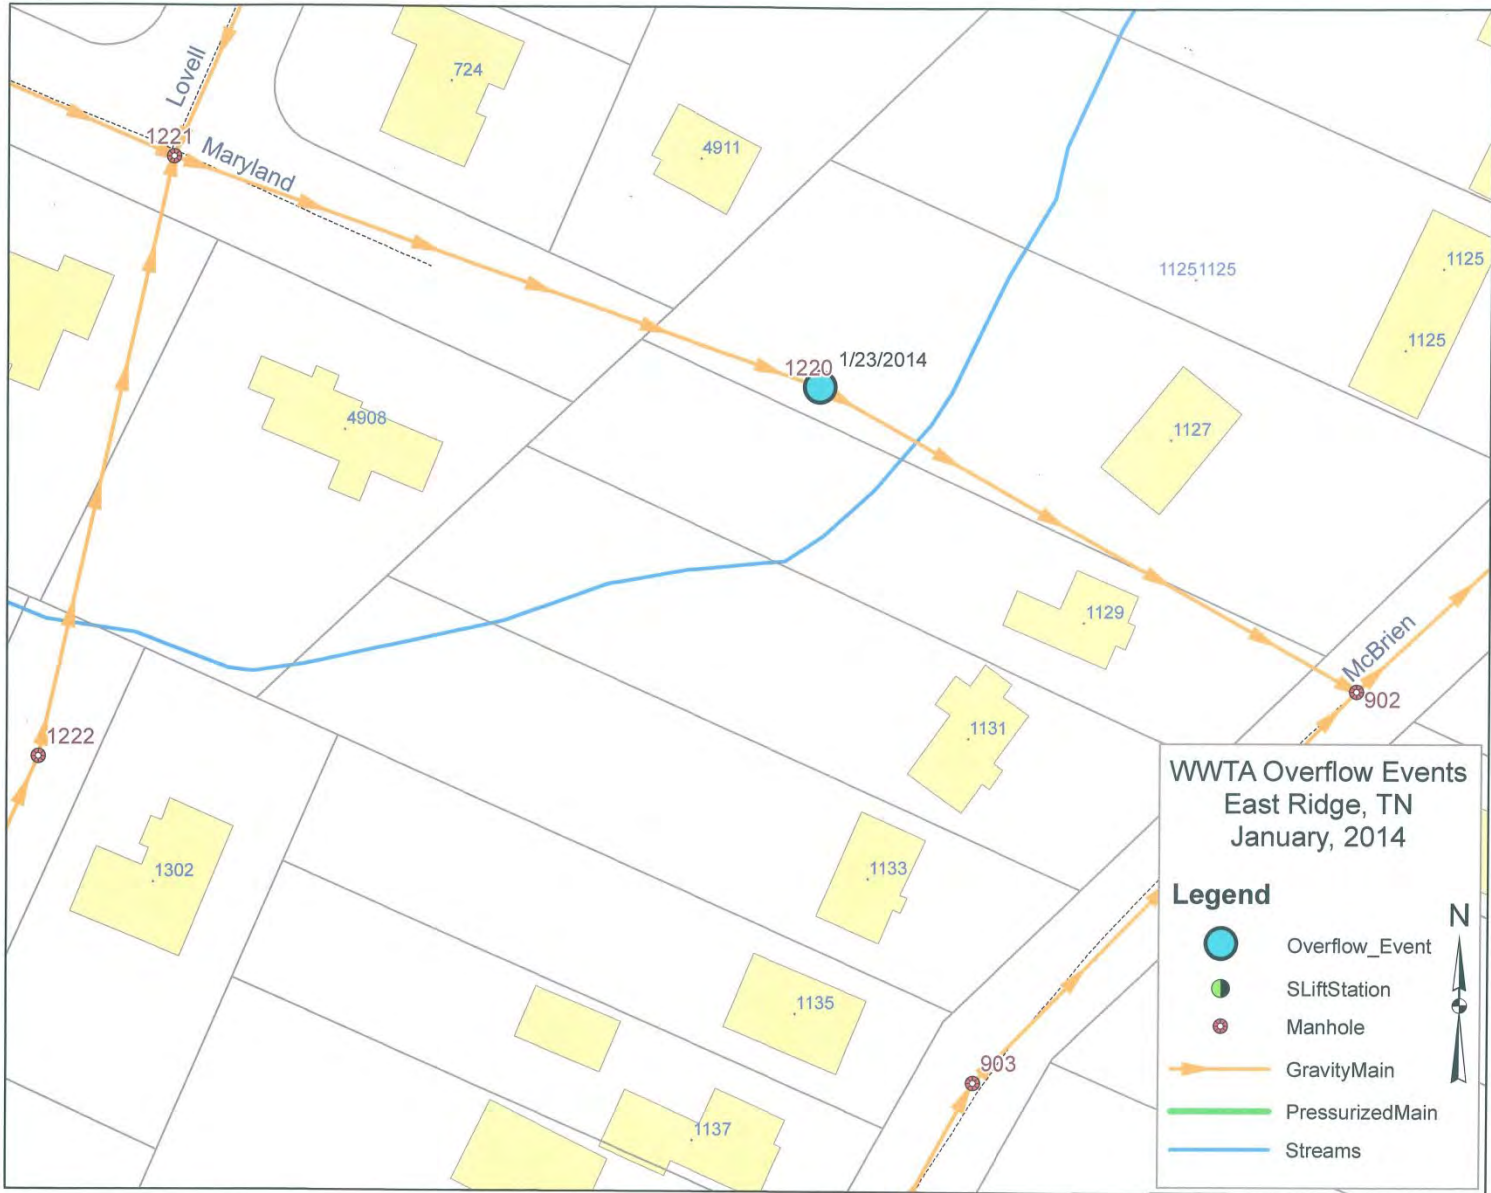 Lovell
724
1221
Maryland
4911
11251125
1125
1125
1220
1/23/2014
4908
1127
1129
McBrien
902
1131
1222
1302
1133
1135
903
1137
WWTA Overflow Events
East Ridge, TN
January, 2014
Legend
N
Overflow_Event
SLiftStation
Manhole
GravityMain
PressurizedMain
Streams